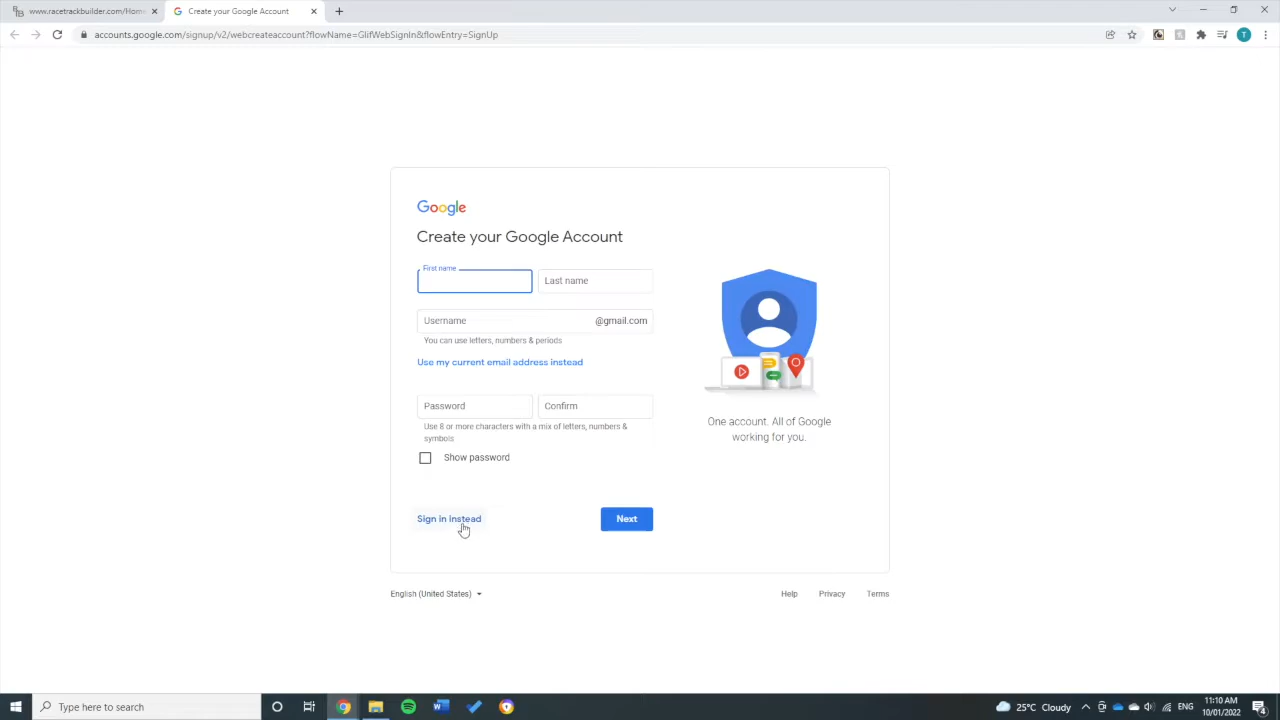 www.racetrackbuilder.com/Home
Create your Google Account
accounts.google.com/signup/v2/webcreateaccount?flowName=GlifWebSignIn&flowEntry=SignUp
T
Google
Create your Google Account
First name
Last name
Username
@gmail.com
You can use letters, numbers & periods
Use my current email address instead
Password
Confirm
Use 8 or more characters with a mix of letters, numbers &
symbols
Show password
One account. All of Google
working for you.
Sign in instead
Next
English (United States)
Help
Privacy
Terms
Type here to search
25°C Cloudy
ENG
11:10 AM
10/01/2022
4